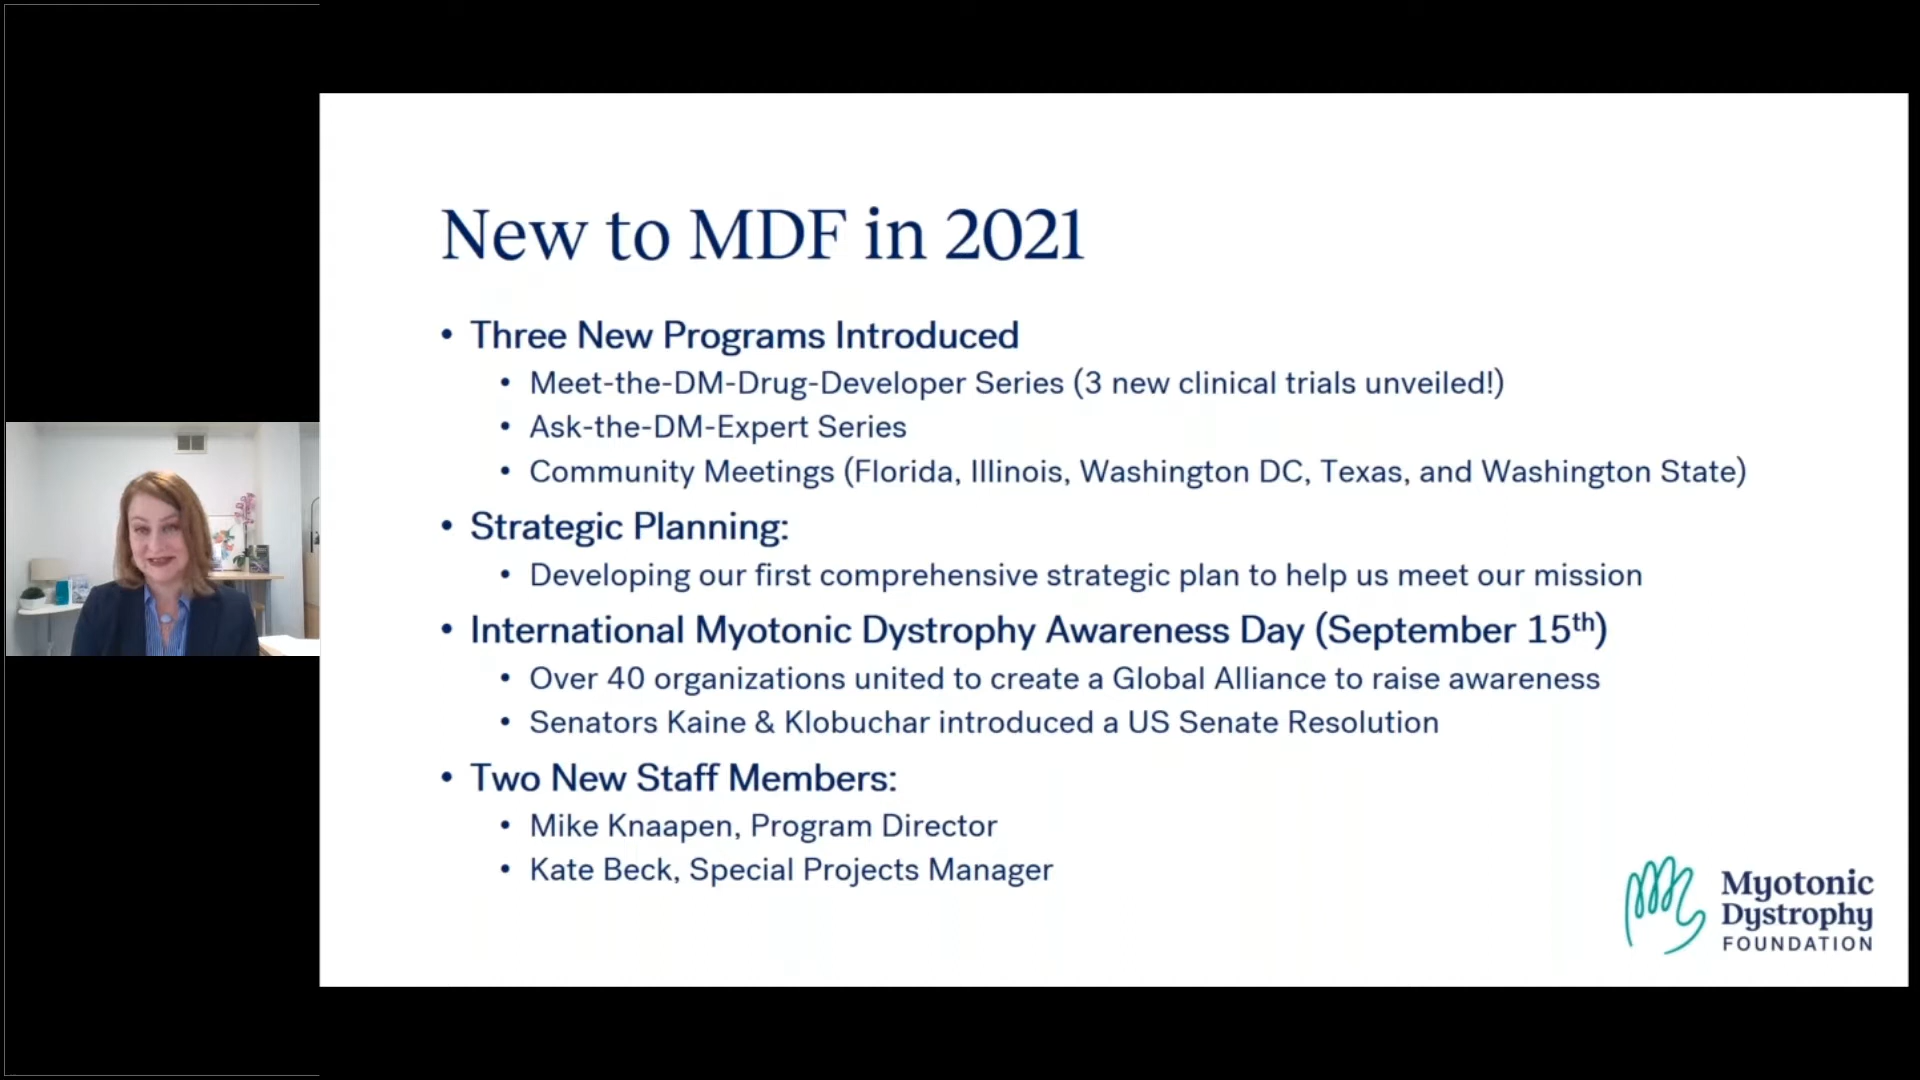 New to MDF in 2021
• Three New Programs Introduced
• Meet-the-DM-Drug-Developer Series (3 new clinical trials unveiled!)
• Ask-the-DM-Expert Series
• Community Meetings (Florida, Illinois, Washington DC, Texas, and Washington State)
• Strategic Planning:
• Developing our first comprehensive strategic plan to help us meet our mission
• International Myotonic Dystrophy Awareness Day (September 15th)
• Over 40 organizations united to create a Global Alliance to raise awareness
• Senators Kaine & Klobuchar introduced a US Senate Resolution
• Two New Staff Members:
• Mike Knaapen, Program Director
• Kate Beck, Special Projects Manager
Myotonic
Dystrophy
FOUNDATION